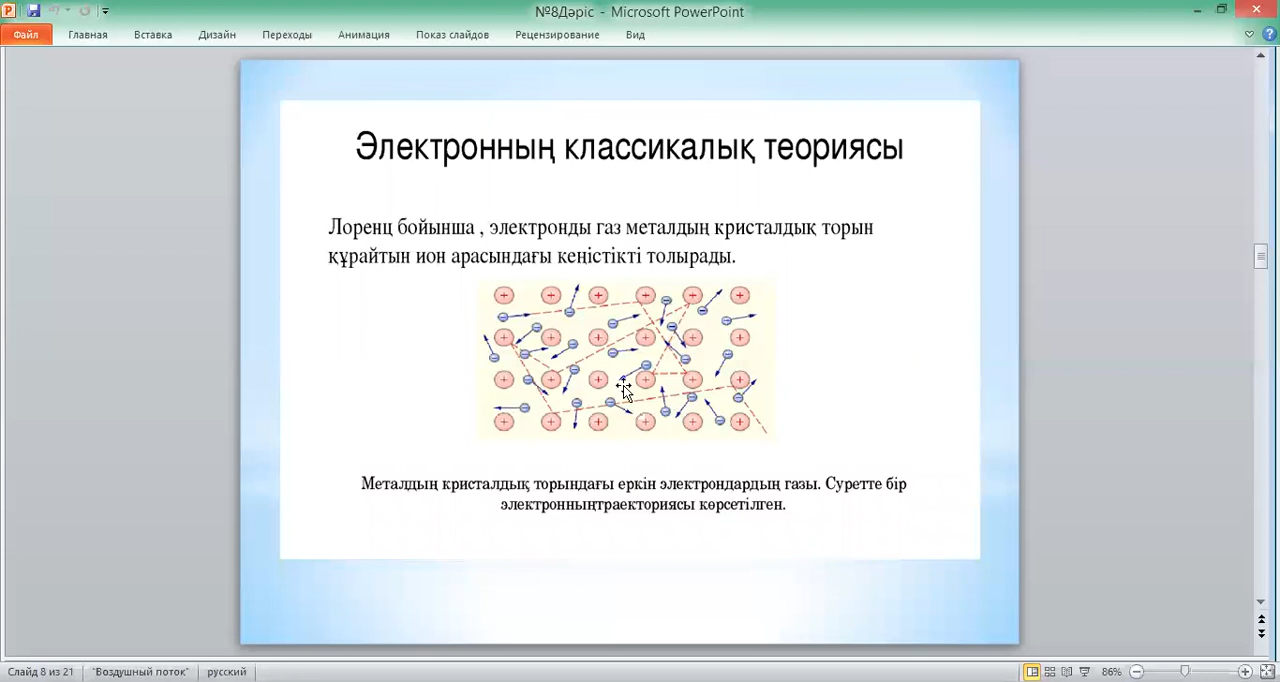 №8Дәріс - Microsoft PowerPoint
Файл Главная Вставка Дизайн Переходы Анимация Показ слайдов Рецензирование Вид
Электронның классикалық теориясы
Лоренц бойынша , электронды газ металдың кристалдық торын
құрайтын ион арасындағы кеңістікті толырады.
Металдың кристалдық торындағы еркін электрондардың газы. Суретте бір
электронныңтраекториясы көрсетілген.
Слайд 8 из 21 "Воздушный поток" русский 86%